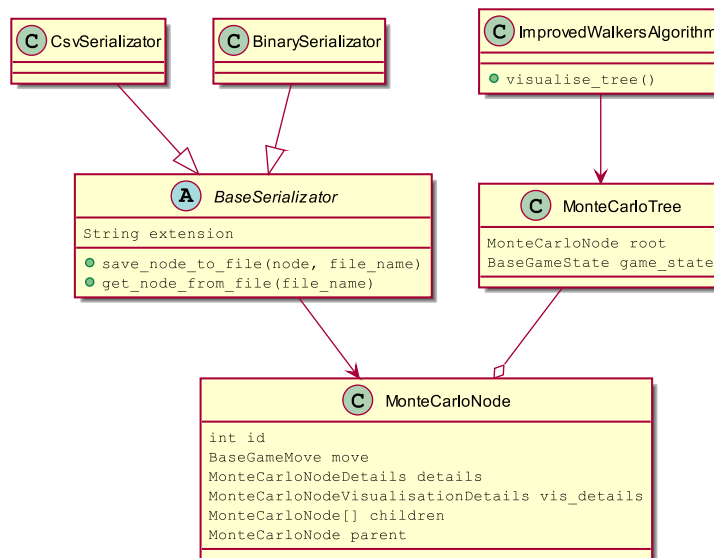 C CsvSerializator
C BinarySerializator
C ImprovedWalkersAlgorithm
visualise_tree()
A BaseSerializator
String extension
save_node_to_file(node, file_name)
get_node_from_file(file_name)
C MonteCarloTree
MonteCarloNode root
BaseGameState game_state
C MonteCarloNode
int id
BaseGameMove move
MonteCarloNodeDetails details
MonteCarloNodeVisualisationDetails vis_details
MonteCarloNode[] children
MonteCarloNode parent